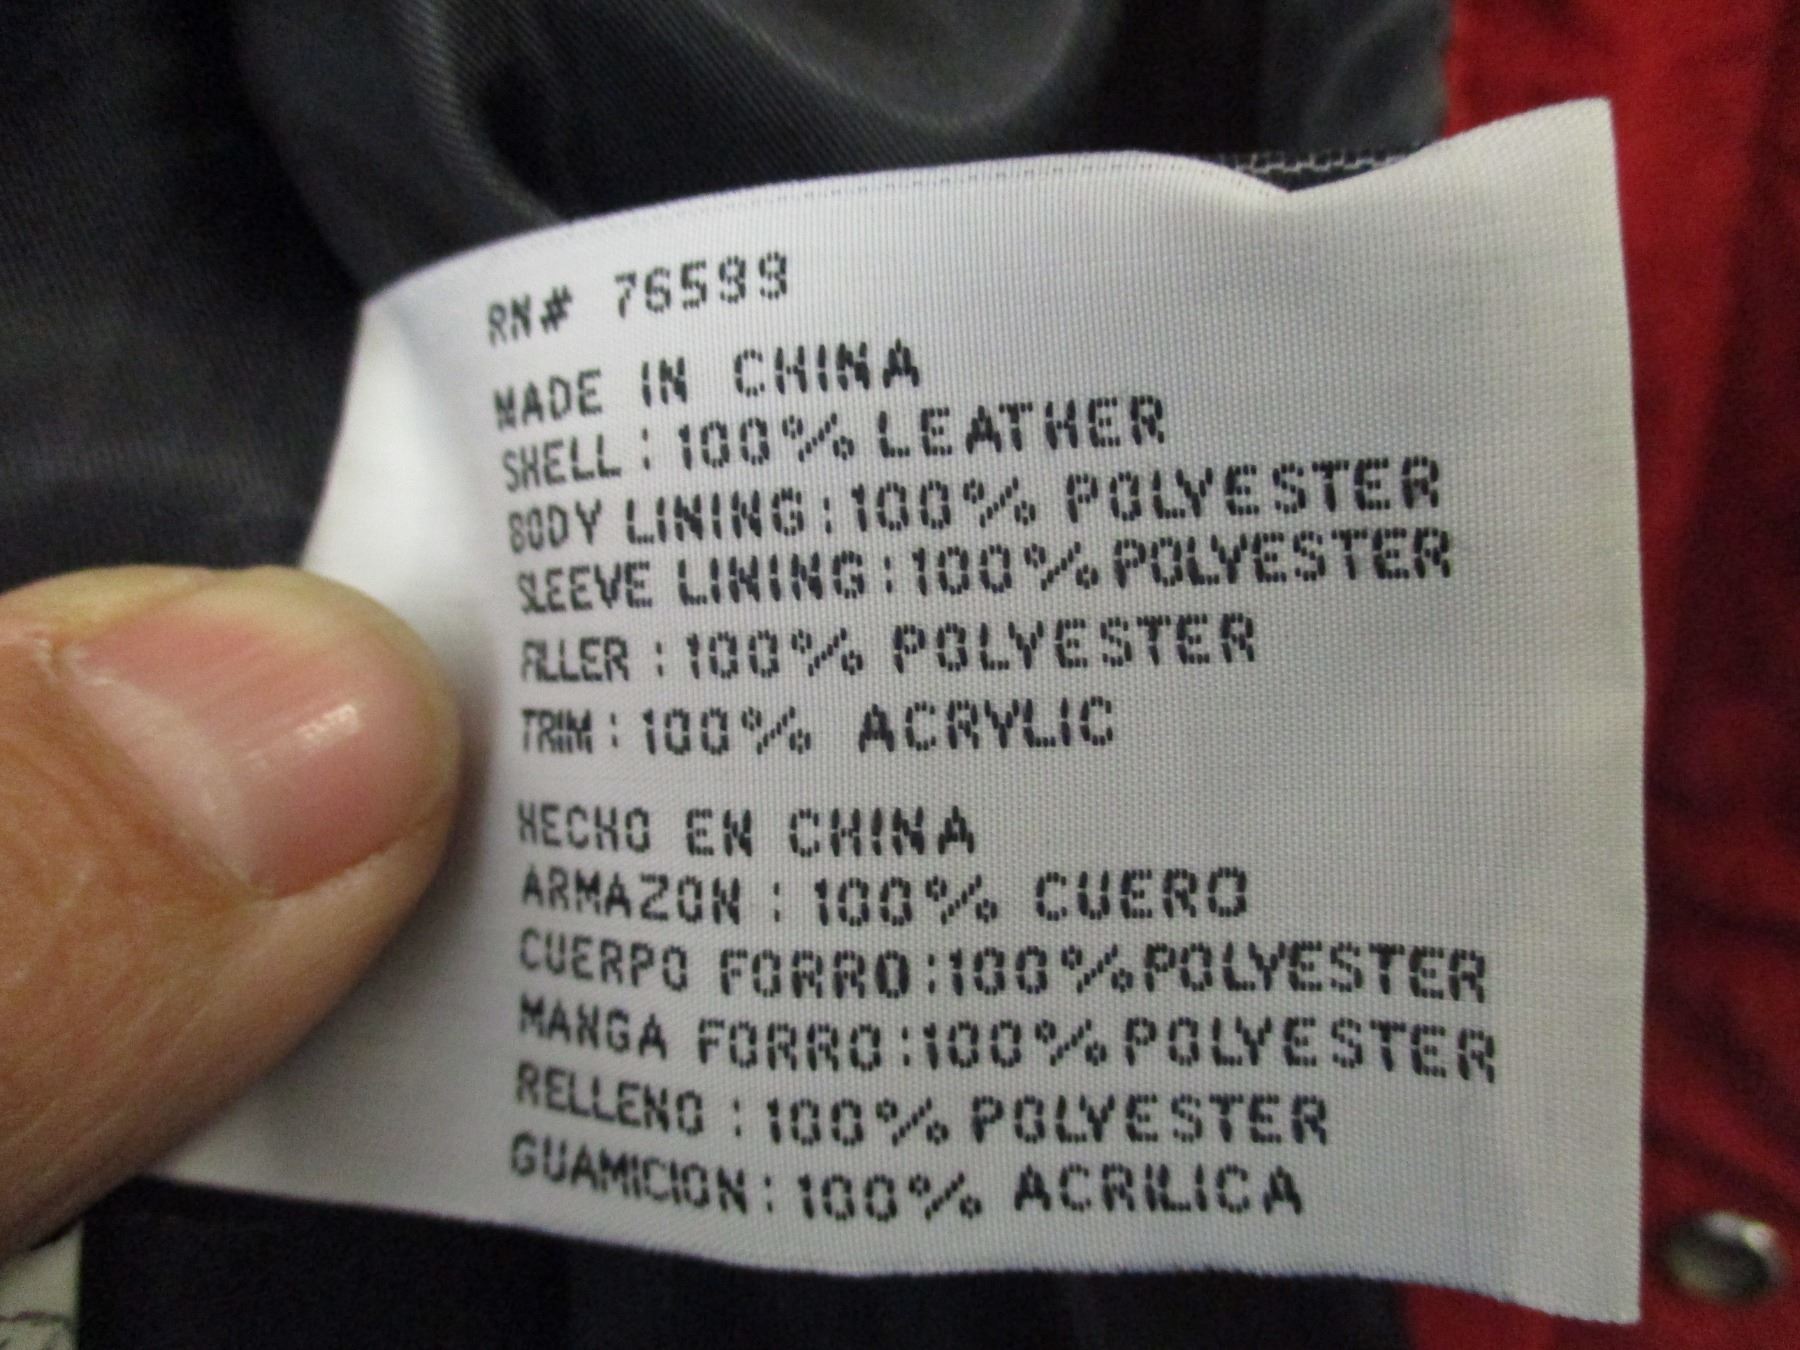 RN# 76599
MADE IN CHINA
SHELL : 100% LEATHER
BODY LINING : 100% POLYESTER
SLEEVE LINING : 100% POLYESTER
FILLER : 100% POLYESTER
TRIM : 100% ACRYLIC
HECHO EN CHINA
ARMAZON : 100% CUERO
CUERPO FORRO : 100% POLYESTER
MANGA FORRO : 100% POLYESTER
RELLENO : 100% POLYESTER
GUAMICION : 100% ACRILICA